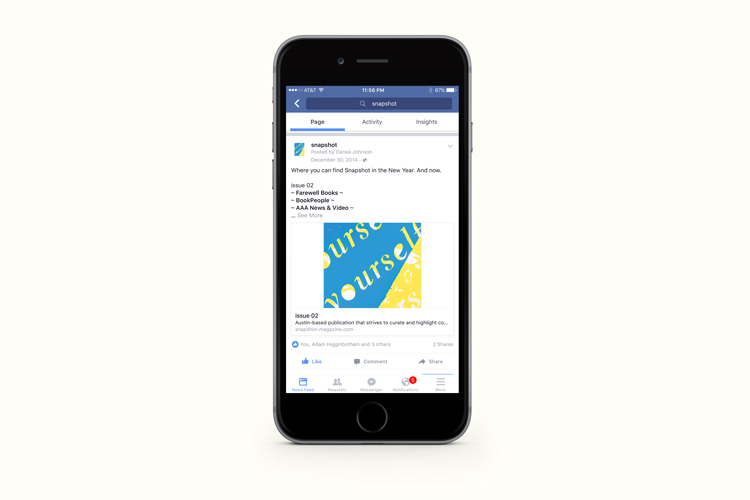 AT&T 11:56 PM 67%
snapshot
Page Activity Insights
snapshot
Posted by Danea Johnson
December 30, 2014 •
Where you can find Snapshot in the New Year. And now.
issue 02
~ Farewell Books ~
~ BookPeople ~
~ AAA News & Video ~
... See More
ourself
yourself
issue 02
Austin-based publication that strives to curate and highlight co...
snapshot-magazine.com
You, Adam Higginbotham and 3 others 2 Shares
Like Comment Share
5
News Feed Requests Messenger Notifications More